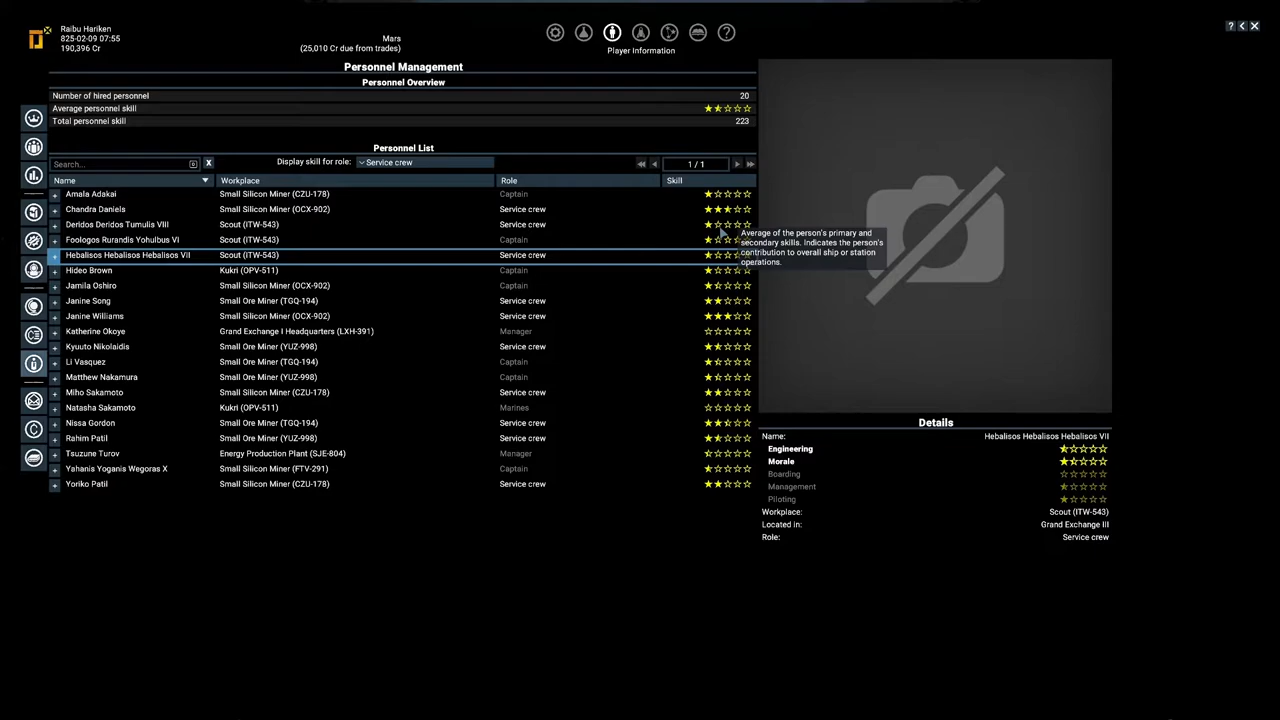 Raibu Hariken
825-02-09 07:55
190,396 Cr
Mars
(25,010 Cr due from trades)
Player Information
? < X
Personnel Management
Personnel Overview
Number of hired personnel 20
Average personnel skill
Total personnel skill 223
Personnel List
Search... x Display skill for role: Service crew 1 / 1
Name Workplace Role Skill
+ Amala Adakai Small Silicon Miner (CZU-178) Captain
+ Chandra Daniels Small Silicon Miner (OCX-902) Service crew
+ Deridos Deridos Tumulis VIII Scout (ITW-543) Service crew
+ Foologos Rurandis Yohulbus VI Scout (ITW-543) Captain
+ Hebalisos Hebalisos Hebalisos VII Scout (ITW-543) Service crew
+ Hideo Brown Kukri (OPV-511) Captain
+ Jamila Oshiro Small Silicon Miner (OCX-902) Captain
+ Janine Song Small Ore Miner (TGQ-194) Service crew
+ Janine Williams Small Silicon Miner (OCX-902) Service crew
+ Katherine Okoye Grand Exchange I Headquarters (LXH-391) Manager
+ Kyuuto Nikolaidis Small Ore Miner (YUZ-998) Service crew
+ Li Vasquez Small Ore Miner (TGQ-194) Captain
+ Matthew Nakamura Small Ore Miner (YUZ-998) Captain
+ Miho Sakamoto Small Silicon Miner (CZU-178) Service crew
+ Natasha Sakamoto Kukri (OPV-511) Marines
+ Nissa Gordon Small Ore Miner (TGQ-194) Service crew
+ Rahim Patil Small Ore Miner (YUZ-998) Service crew
+ Tsuzune Turov Energy Production Plant (SJE-804) Manager
+ Yahanis Yoganis Wegoras X Small Silicon Miner (FTV-291) Captain
+ Yoriko Patil Small Silicon Miner (CZU-178) Service crew
Average of the person's primary and
secondary skills. Indicates the person's
contribution to overall ship or station
operations.
Details
Name: Hebalisos Hebalisos Hebalisos VII
Engineering
Morale
Boarding
Management
Piloting
Workplace: Scout (ITW-543)
Located in: Grand Exchange III
Role: Service crew